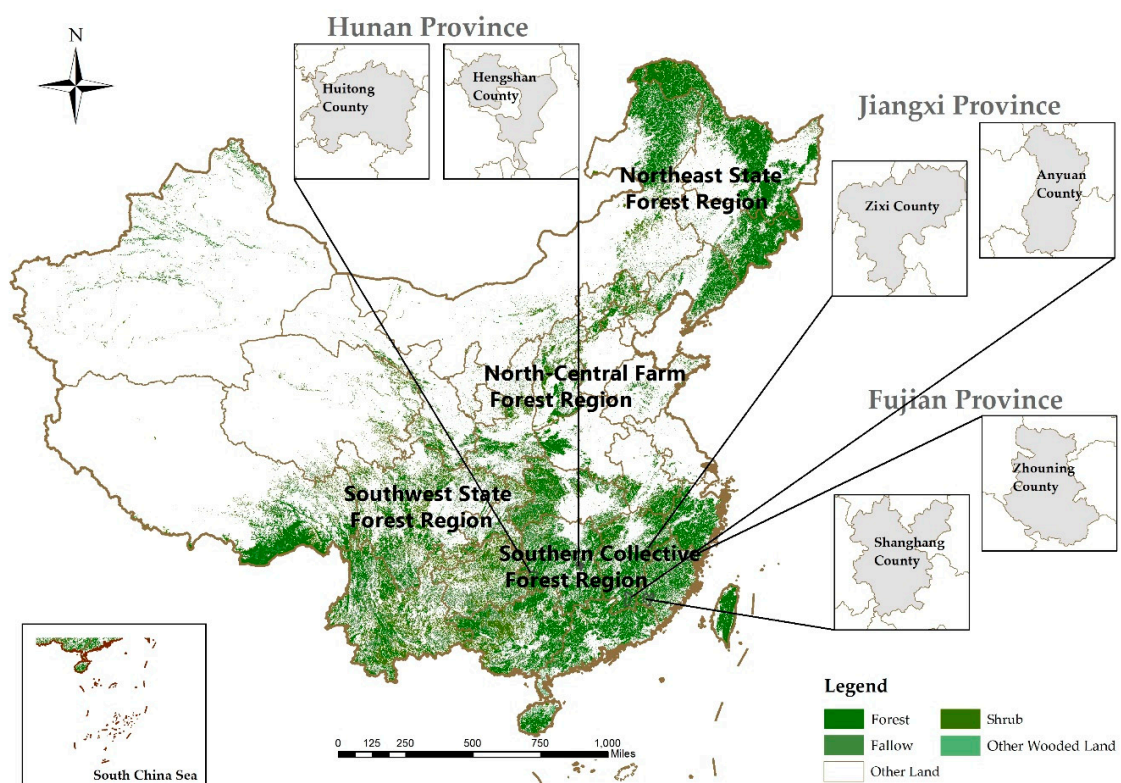 Hunan Province
N
Huitong
County
Hengshan
County
Jiangxi Province
Anyuan
County
Zixi County
Northeast State
Forest Region
North-Central Farm
Forest Region
Fujian Province
Zhouning
County
Southwest State
Forest Region
Shanghang
County
Southern Collective
Forest Region
Legend
Forest
Shrub
Fallow
Other Wooded Land
Other Land
0 125 250 500 750 1,000
Miles
South China Sea